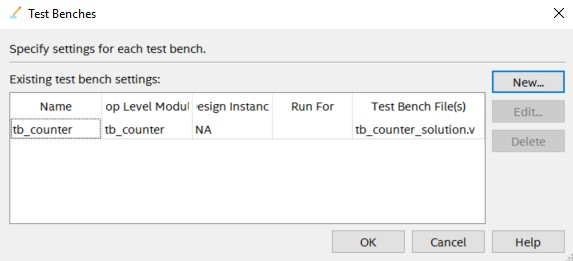 Test Benches
Specify settings for each test bench.
Existing test bench settings:
New...
Name op Level Modul esign Instanc Run For Test Bench File(s)
Edit...
tb_counter tb_counter NA tb_counter_solution.v
Delete
OK Cancel Help